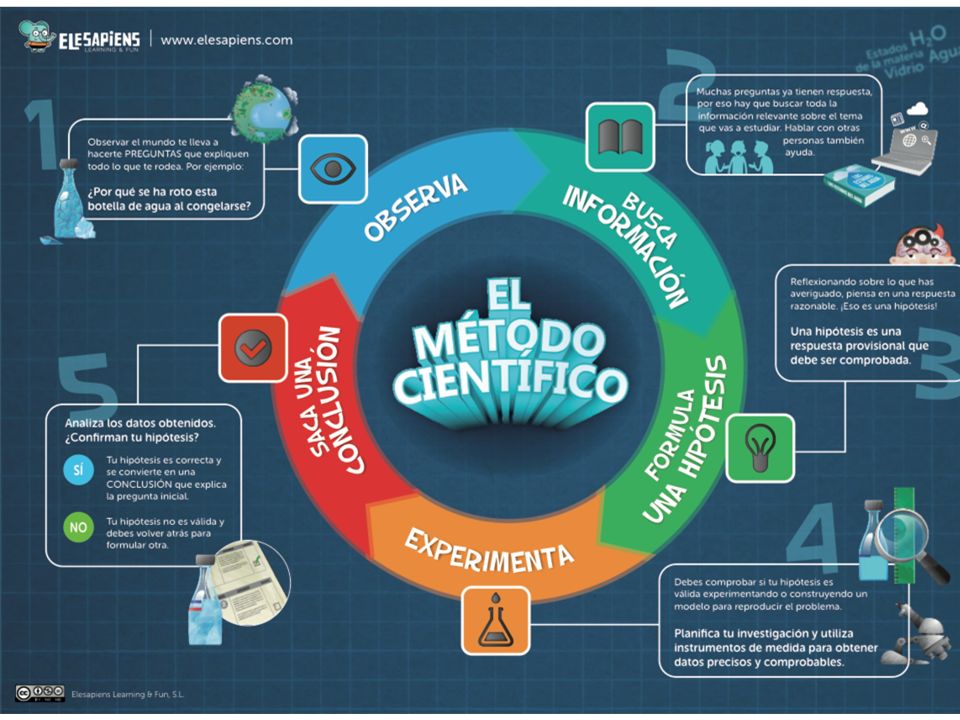 ELESAPIENS
LEARNING & FUN
www.elesapiens.com
1
Observar el mundo te lleva a
hacerte PREGUNTAS que expliquen
todo lo que te rodea. Por ejemplo:
¿Por qué se ha roto esta
botella de agua al congelarse?
2
Muchas preguntas ya tienen respuesta,
por eso hay que buscar toda la
información relevante sobre el tema
que vas a estudiar. Hablar con otras
personas también
ayuda.
Estados
de la materia
H₂O
Agua
Vidrio
WWW
3
Reflexionando sobre lo que has
averiguado, piensa en una respuesta
razonable. ¡Eso es una hipótesis!
Una hipótesis es una
respuesta provisional que
debe ser comprobada.
4
Debes comprobar si tu hipótesis es
válida experimentando o construyendo un
modelo para reproducir el problema.
Planifica tu investigación y utiliza
instrumentos de medida para obtener
datos precisos y comprobables.
5
Analiza los datos obtenidos.
¿Confirman tu hipótesis?
SÍ
Tu hipótesis es correcta y
se convierte en una
CONCLUSIÓN que explica
la pregunta inicial.
NO
Tu hipótesis no es válida y
debes volver atrás para
formular otra.
OBSERVA
BUSCA
INFORMACIÓN
FORMULA
UNA HIPÓTESIS
EXPERIMENTA
SACA UNA
CONCLUSIÓN
EL
MÉTODO
CIENTÍFICO
cc
BY NC ND
Elesapiens Learning & Fun, S.L.